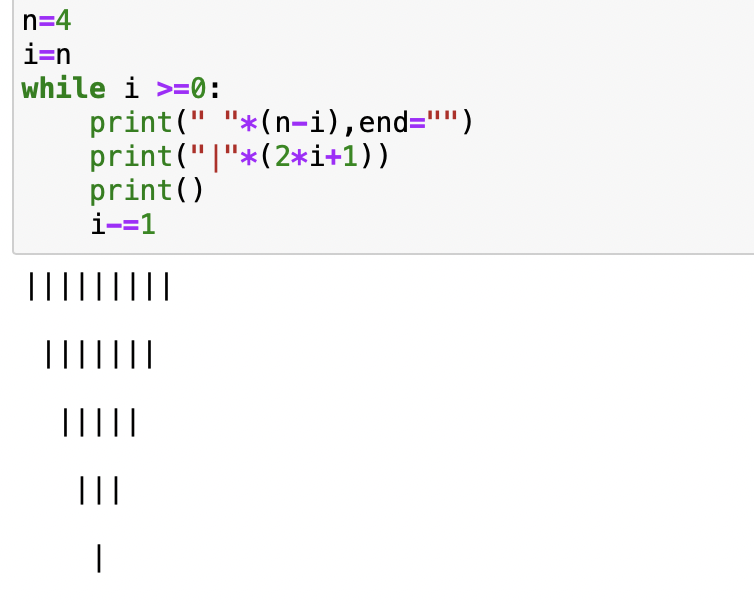 n=4
i=n
while i >=0:
    print(" "*(n-i),end="")
    print("|"*(2*i+1))
    print()
    i-=1
|||||||||
 |||||||
  |||||
   |||
    |